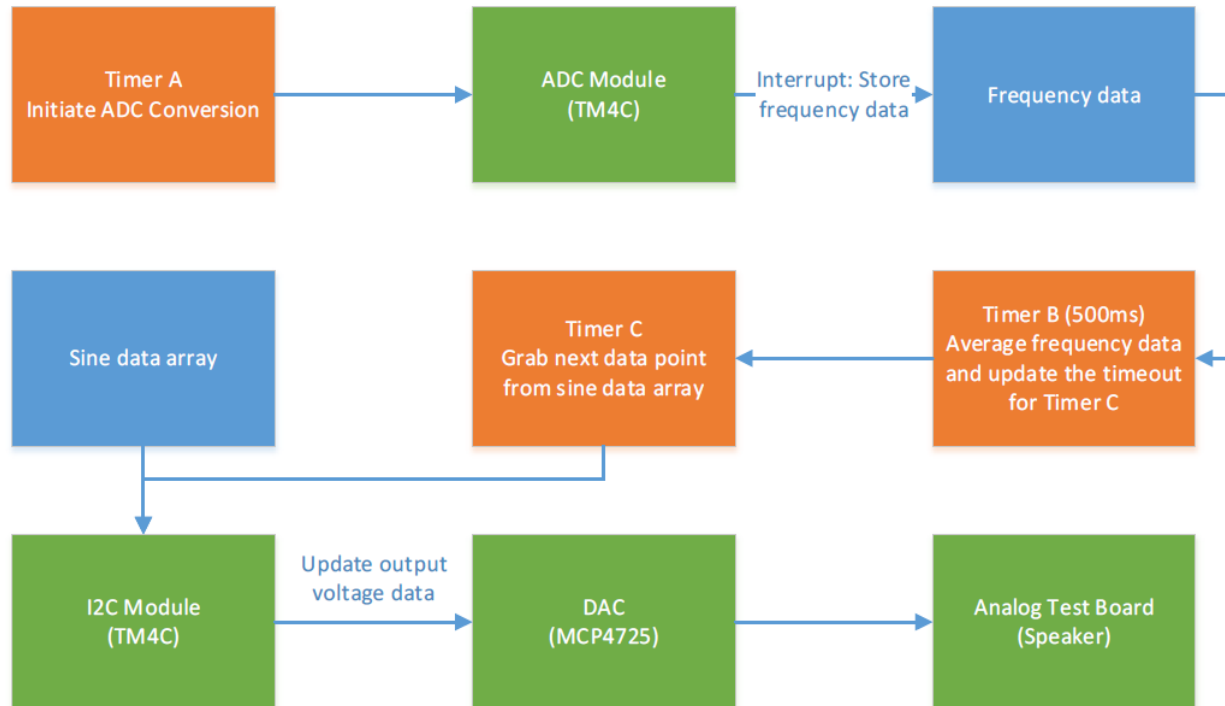 Timer A
Initiate ADC Conversion
ADC Module
(TM4C)
Interrupt: Store
frequency data
Frequency data
Sine data array
Timer C
Grab next data point
from sine data array
Timer B (500ms)
Average frequency data
and update the timeout
for Timer C
I2C Module
(TM4C)
Update output
voltage data
DAC
(MCP4725)
Analog Test Board
(Speaker)